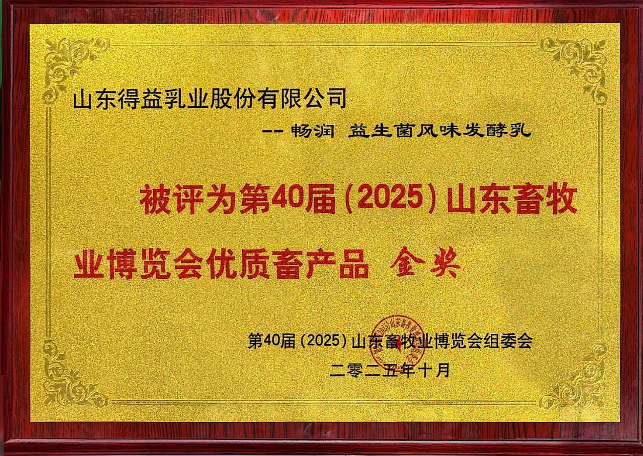 山东得益乳业股份有限公司
--畅润 益生菌风味发酵乳
被评为第40届(2025)山东畜牧
业博览会优质畜产品 金奖
第40届(2025)山东畜牧业博览会组委会
二零二五年十月